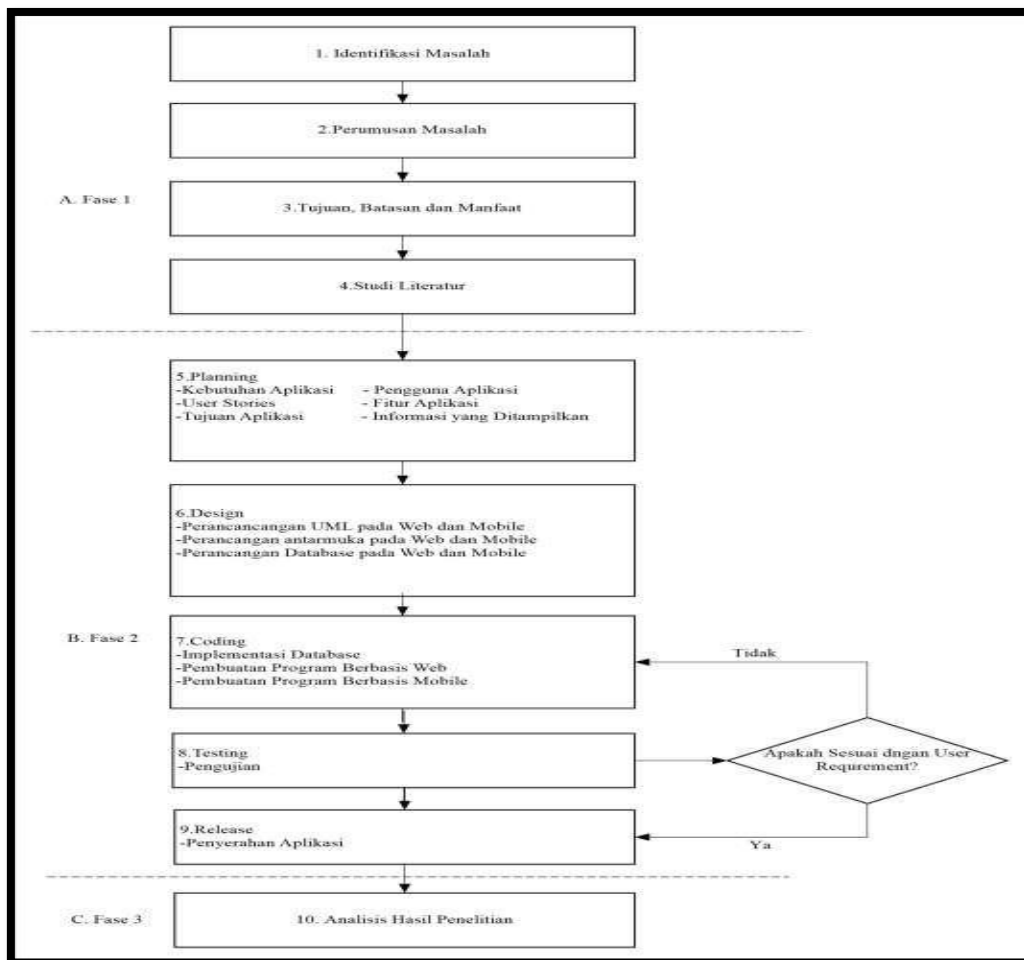 1. Identifikasi Masalah
2.Perumusan Masalah
A. Fase 1
3.Tujuan, Batasan dan Manfaat
4.Studi Literatur
5.Planning
-Kebutuhan Aplikasi - Pengguna Aplikasi
-User Stories - Fitur Aplikasi
-Tujuan Aplikasi - Informasi yang Ditampilkan
6.Design
-Perancancangan UML pada Web dan Mobile
-Perancangan antarmuka pada Web dan Mobile
-Perancangan Database pada Web dan Mobile
B. Fase 2
7.Coding
-Implementasi Database
-Pembuatan Program Berbasis Web
-Pembuatan Program Berbasis Mobile
Tidak
8.Testing
-Pengujian
Apakah Sesuai dngan User
Requrement?
9.Release
-Penyerahan Aplikasi
Ya
C. Fase 3
10. Analisis Hasil Penelitian